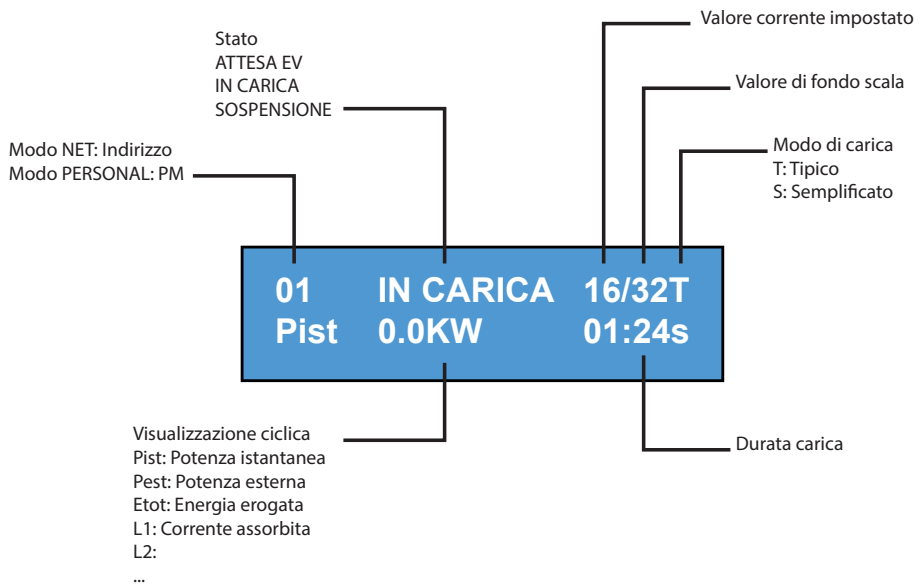 Valore corrente impostato
Stato
ATTESA EV
IN CARICA
SOSPENSIONE
Valore di fondo scala
Modo NET: Indirizzo
Modo PERSONAL: PM
Modo di carica
T: Tipico
S: Semplificato
01 IN CARICA 16/32T
Pist 0.0KW 01:24s
Visualizzazione ciclica
Pist: Potenza istantanea
Pest: Potenza esterna
Etot: Energia erogata
L1: Corrente assorbita
L2:
...
Durata carica